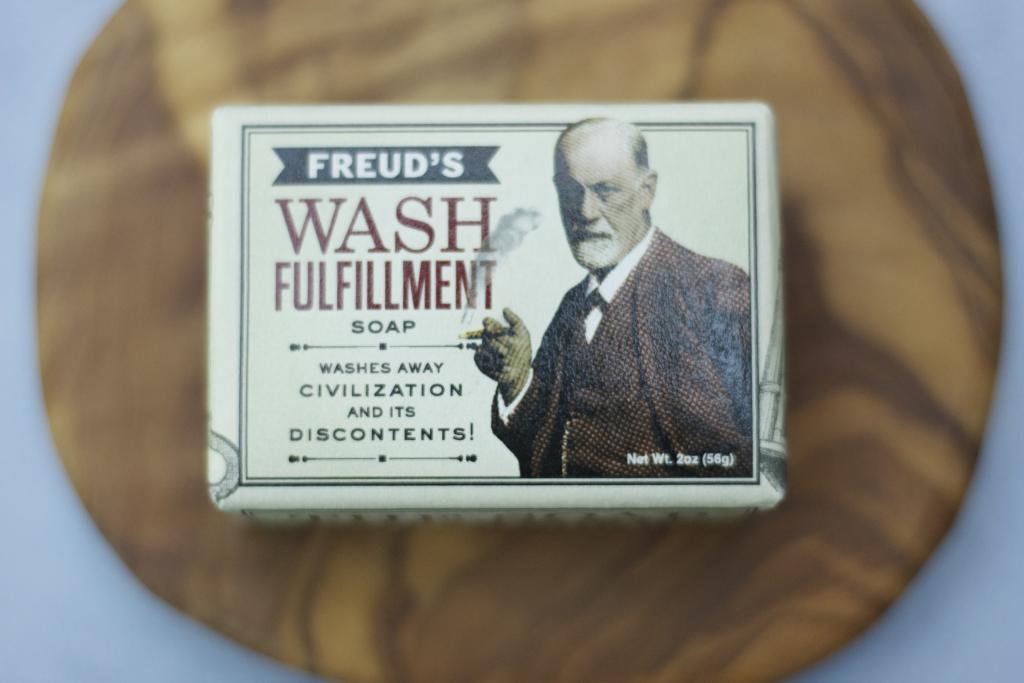 FREUD'S
WASH
FULFILLMENT
SOAP
WASHES AWAY
CIVILIZATION
AND ITS
DISCONTENTS!
Net Wt. 2oz (56g)